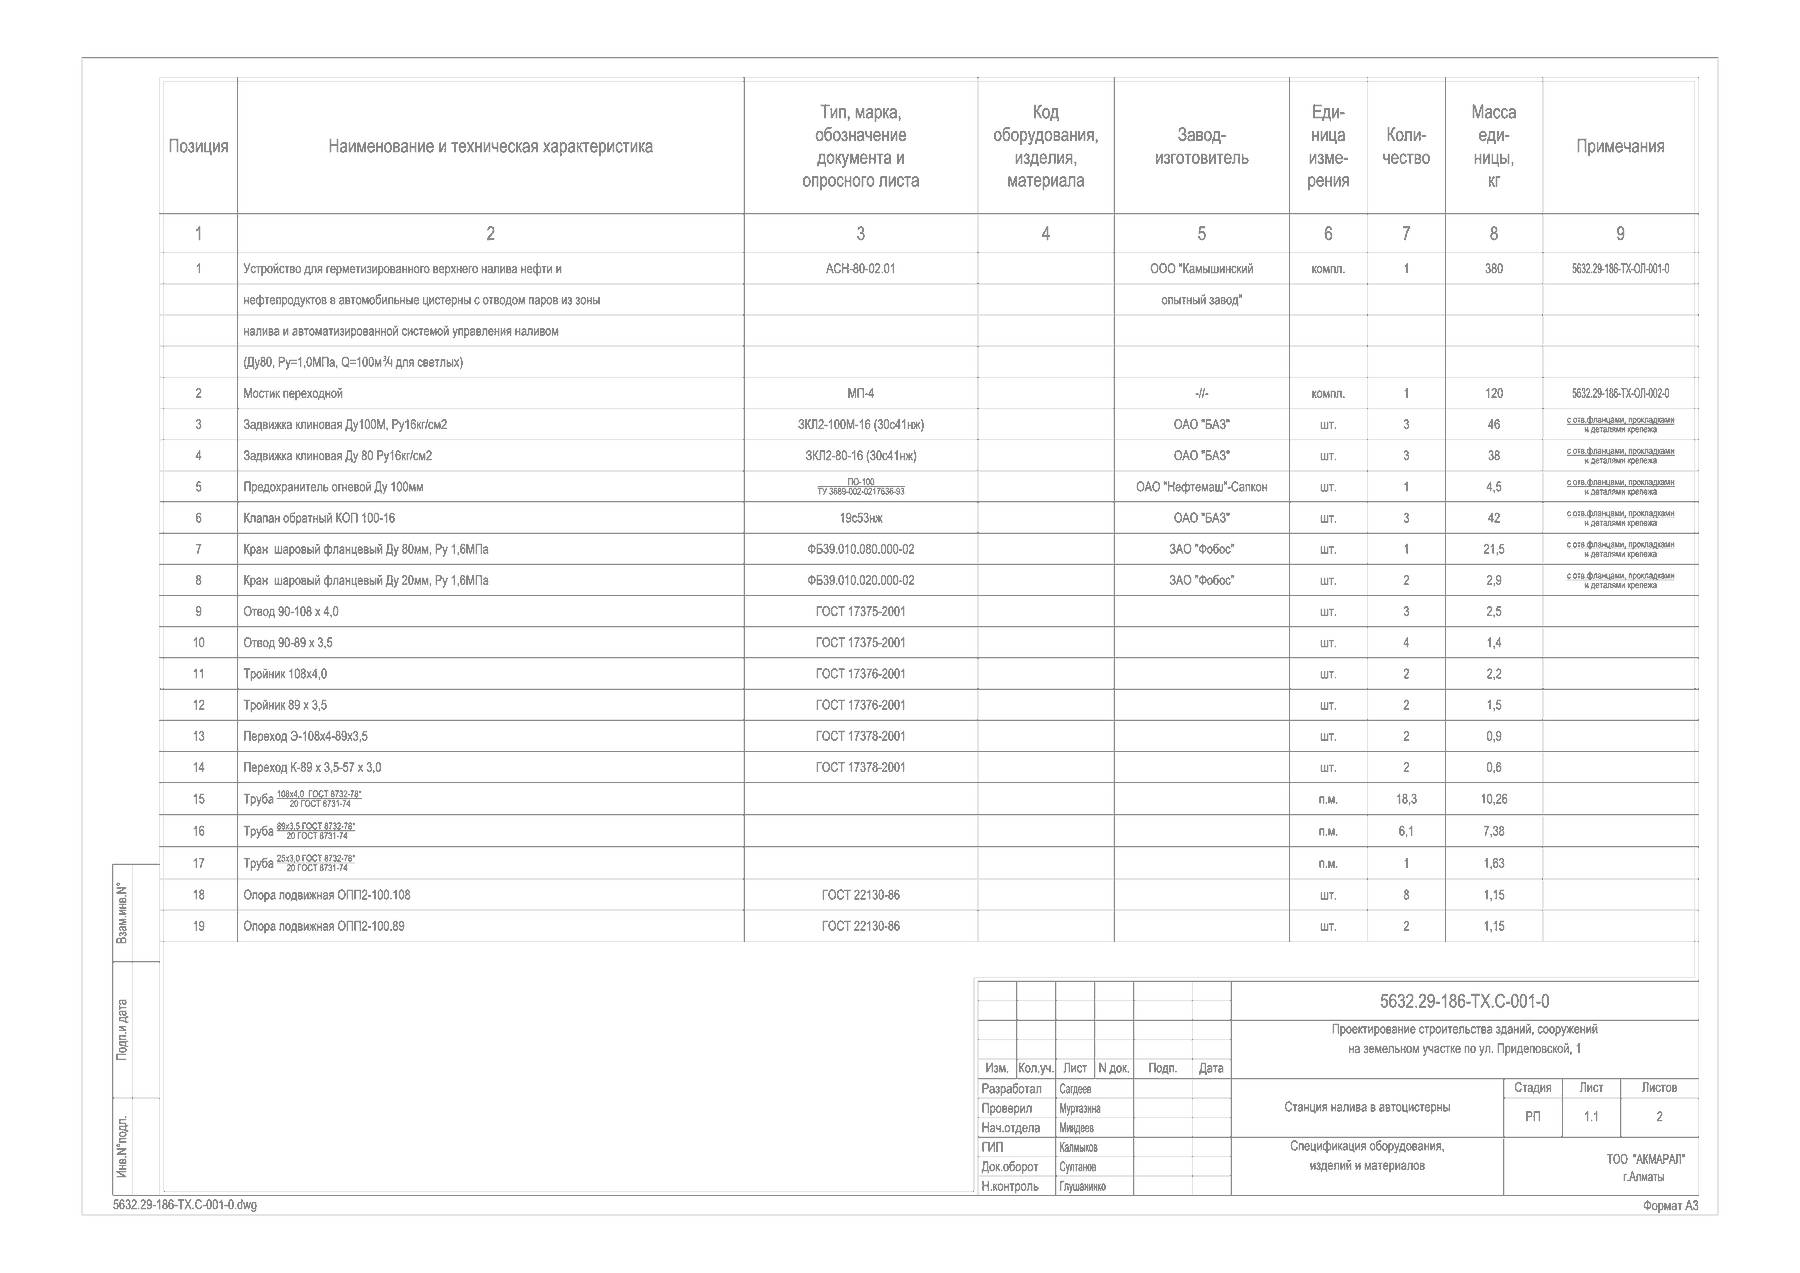 Позиция | Наименование и техническая характеристика | Тип, марка, обозначение документа и опросного листа | Код оборудования, изделия, материала | Завод-изготовитель | Еди-ница изме-рения | Коли-чество | Масса еди-ницы, кг | Примечания
1 | 2 | 3 | 4 | 5 | 6 | 7 | 8 | 9
1 | Устройство для герметизированного верхнего налива нефти и | АСН-80-02.01 | ООО "Камышинский | компл. | 1 | 380 | 5632.29-186-ТХ-ОЛ-001-0
нефтепродуктов в автомобильные цистерны с отводом паров из зоны | опытный завод"
налива и автоматизированной системой управления наливом
(Ду80, Ру=1,0МПа, Q=100м³/ч для светлых)
2 | Мостик переходной | МП-4 | -//- | компл. | 1 | 120 | 5632.29-186-ТХ-ОЛ-002-0
3 | Задвижка клиновая Ду100М, Ру16кг/см2 | ЗКЛ2-100М-16 (30с41нж) | ОАО "БАЗ" | шт. | 3 | 46 | с отв.фланцами, прокладками и деталями крепежа
4 | Задвижка клиновая Ду 80 Ру16кг/см2 | ЗКЛ2-80-16 (30с41нж) | ОАО "БАЗ" | шт. | 3 | 38 | с отв.фланцами, прокладками и деталями крепежа
5 | Предохранитель огневой Ду 100мм | ПО-100 ТУ 3689-002-0217636-93 | ОАО "Нефтемаш"-Сапкон | шт. | 1 | 4,5 | с отв.фланцами, прокладками и деталями крепежа
6 | Клапан обратный КОП 100-16 | 19с53нж | ОАО "БАЗ" | шт. | 3 | 42 | с отв.фланцами, прокладками и деталями крепежа
7 | Кран шаровый фланцевый Ду 80мм, Ру 1,6МПа | ФБ39.010.080.000-02 | ЗАО "Фобос" | шт. | 1 | 21,5 | с отв.фланцами, прокладками и деталями крепежа
8 | Кран шаровый фланцевый Ду 20мм, Ру 1,6МПа | ФБ39.010.020.000-02 | ЗАО "Фобос" | шт. | 2 | 2,9 | с отв.фланцами, прокладками и деталями крепежа
9 | Отвод 90-108 х 4,0 | ГОСТ 17375-2001 | шт. | 3 | 2,5
10 | Отвод 90-89 х 3,5 | ГОСТ 17375-2001 | шт. | 4 | 1,4
11 | Тройник 108х4,0 | ГОСТ 17376-2001 | шт. | 2 | 2,2
12 | Тройник 89 х 3,5 | ГОСТ 17376-2001 | шт. | 2 | 1,5
13 | Переход Э-108х4-89х3,5 | ГОСТ 17378-2001 | шт. | 2 | 0,9
14 | Переход К-89 х 3,5-57 х 3,0 | ГОСТ 17378-2001 | шт. | 2 | 0,6
15 | Труба 108х4,0 ГОСТ 8732-78* 20 ГОСТ 8731-74 | п.м. | 18,3 | 10,26
16 | Труба 89х3,5 ГОСТ 8732-78* 20 ГОСТ 8731-74 | п.м. | 6,1 | 7,38
17 | Труба 25х3,0 ГОСТ 8732-78* 20 ГОСТ 8731-74 | п.м. | 1 | 1,63
18 | Опора подвижная ОПП2-100.108 | ГОСТ 22130-86 | шт. | 8 | 1,15
19 | Опора подвижная ОПП2-100.89 | ГОСТ 22130-86 | шт. | 2 | 1,15
Взам.инв.N°
Подп.и дата
Инв.N°подл.
5632.29-186-ТХ.С-001-0
Проектирование строительства зданий, сооружений
на земельном участке по ул. Придеповской, 1
Изм. | Кол.уч. | Лист | N док. | Подп. | Дата
Разработал | Сагдеев
Проверил | Муртазина
Нач.отдела | Миндеев
ГИП | Калмыков
Док.оборот | Султанов
Н.контроль | Глушанинко
Станция налива в автоцистерны
Стадия | Лист | Листов
РП | 1.1 | 2
Спецификация оборудования,
изделий и материалов
ТОО "АКМАРАЛ"
г.Алматы
5632.29-186-ТХ.С-001-0.dwg
Формат А3